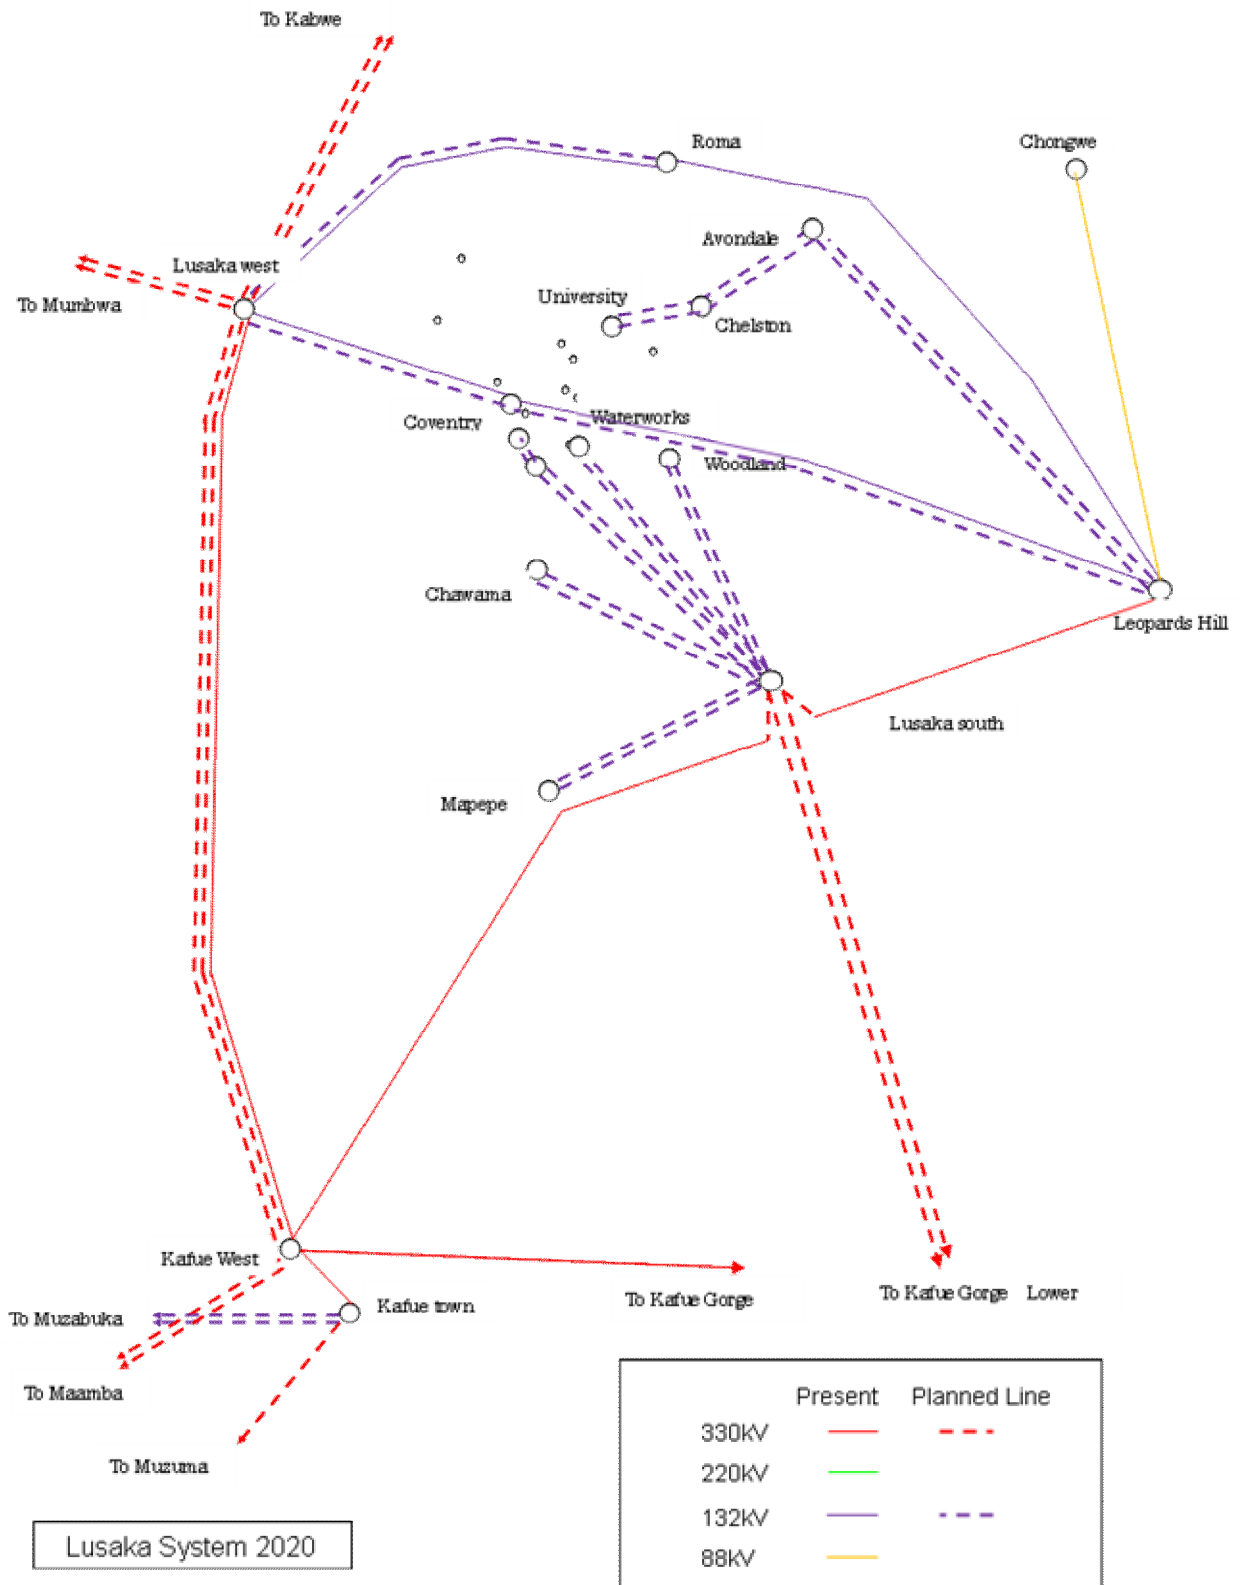 To Kabwe
Roma
Chongwe
Avondale
Lusaka west
To Mumbwa
University
Chelston
Coventry
Waterworks
Woodland
Chawama
Leopards Hill
Lusaka south
Mapepe
Kafue West
To Muzabuka
Kafue town
To Kafue Gorge
To Kafue Gorge Lower
To Maamba
To Muzuma
Present Planned Line
330kV
220kV
132kV
88kV
Lusaka System 2020